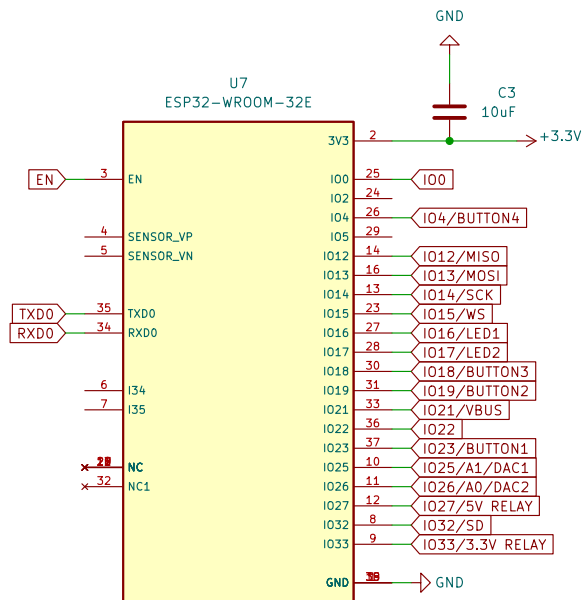 GND
U7
ESP32-WROOM-32E
C3
10uF
3V3 2 +3.3V
EN 3 EN
IO0 25 IO0
IO2 24
IO4 26 IO4/BUTTON4
4 SENSOR_VP
IO5 29
5 SENSOR_VN
IO12 14 IO12/MISO
IO13 16 IO13/MOSI
IO14 13 IO14/SCK
TXD0 35 TXD0
IO15 23 IO15/WS
RXD0 34 RXD0
IO16 27 IO16/LED1
IO17 28 IO17/LED2
IO18 30 IO18/BUTTON3
6 I34
IO19 31 IO19/BUTTON2
7 I35
IO21 33 IO21/VBUS
IO22 36 IO22
IO23 37 IO23/BUTTON1
NC
IO25 10 IO25/A1/DAC1
32 NC1
IO26 11 IO26/A0/DAC2
IO27 12 IO27/5V RELAY
IO32 8 IO32/SD
IO33 9 IO33/3.3V RELAY
GND GND